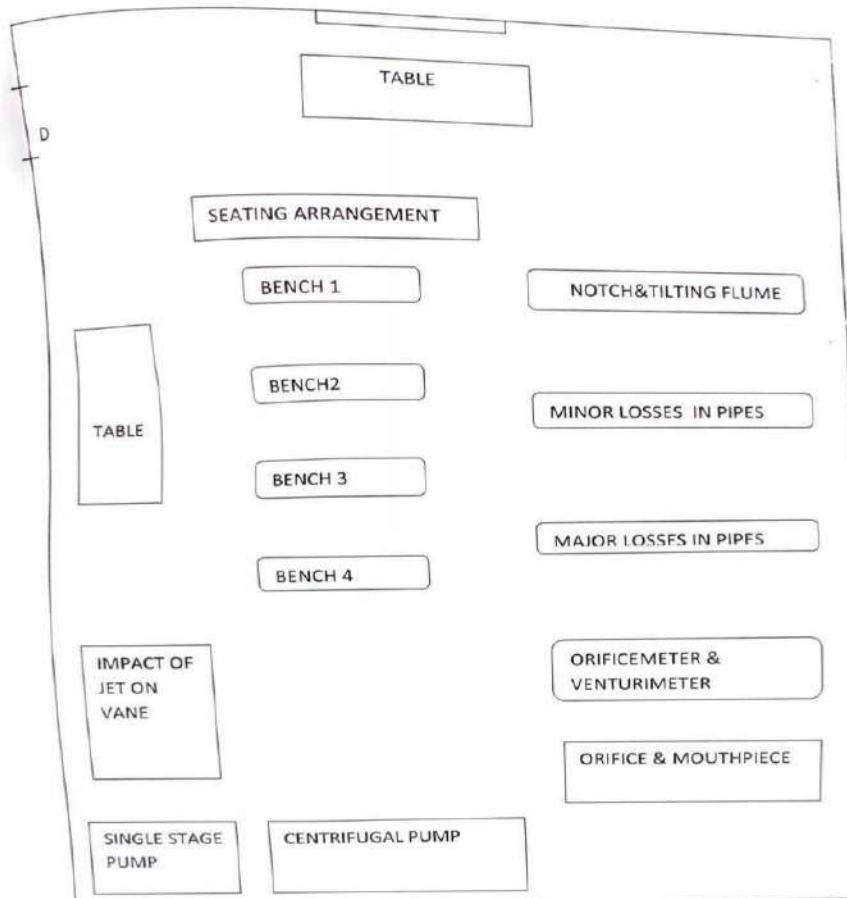 TABLE
D
SEATING ARRANGEMENT
BENCH 1
NOTCH&TILTING FLUME
BENCH2
MINOR LOSSES IN PIPES
TABLE
BENCH 3
MAJOR LOSSES IN PIPES
BENCH 4
IMPACT OF
JET ON
VANE
ORIFICEMETER &
VENTURIMETER
ORIFICE & MOUTHPIECE
SINGLE STAGE
PUMP
CENTRIFUGAL PUMP